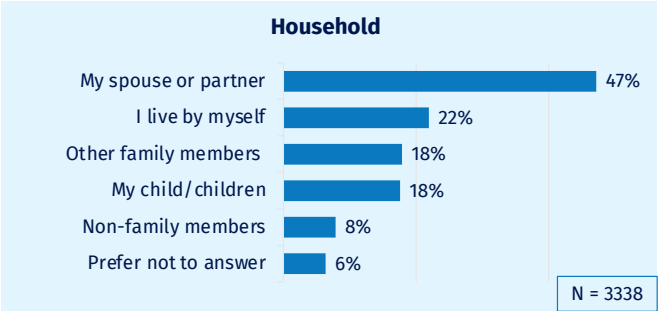 Household
My spouse or partner 47%
I live by myself 22%
Other family members 18%
My child/children 18%
Non-family members 8%
Prefer not to answer 6%
N = 3338